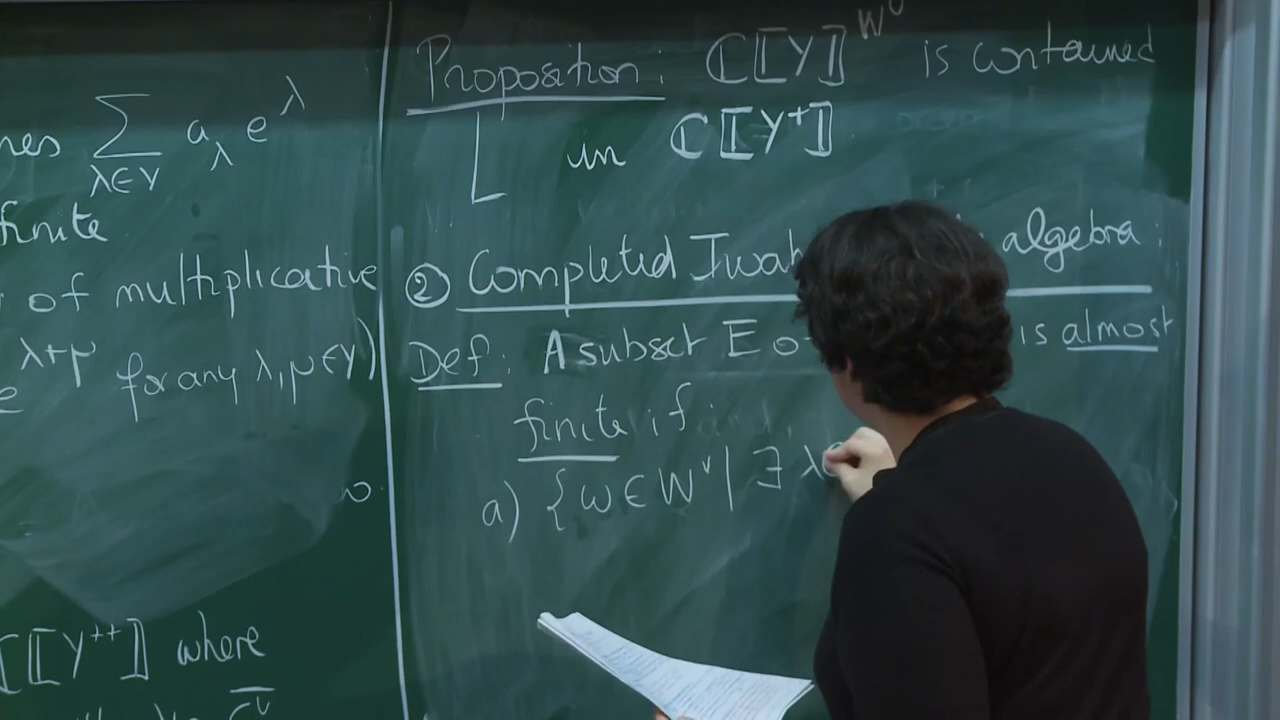 ∑ a_λ e^λ
λ∈Y
finite
of multiplicative
e^{λ+μ} for any λ, μ ∈ Y)
[[Y^{++}]] where
Proposition: ℂ[[Y]]^{W^v} is contained
in ℂ[[Y^+]]
② Completed Iwah algebra:
Def: A subset E is almost
finite if
a) {w ∈ W^v | ∃ λ